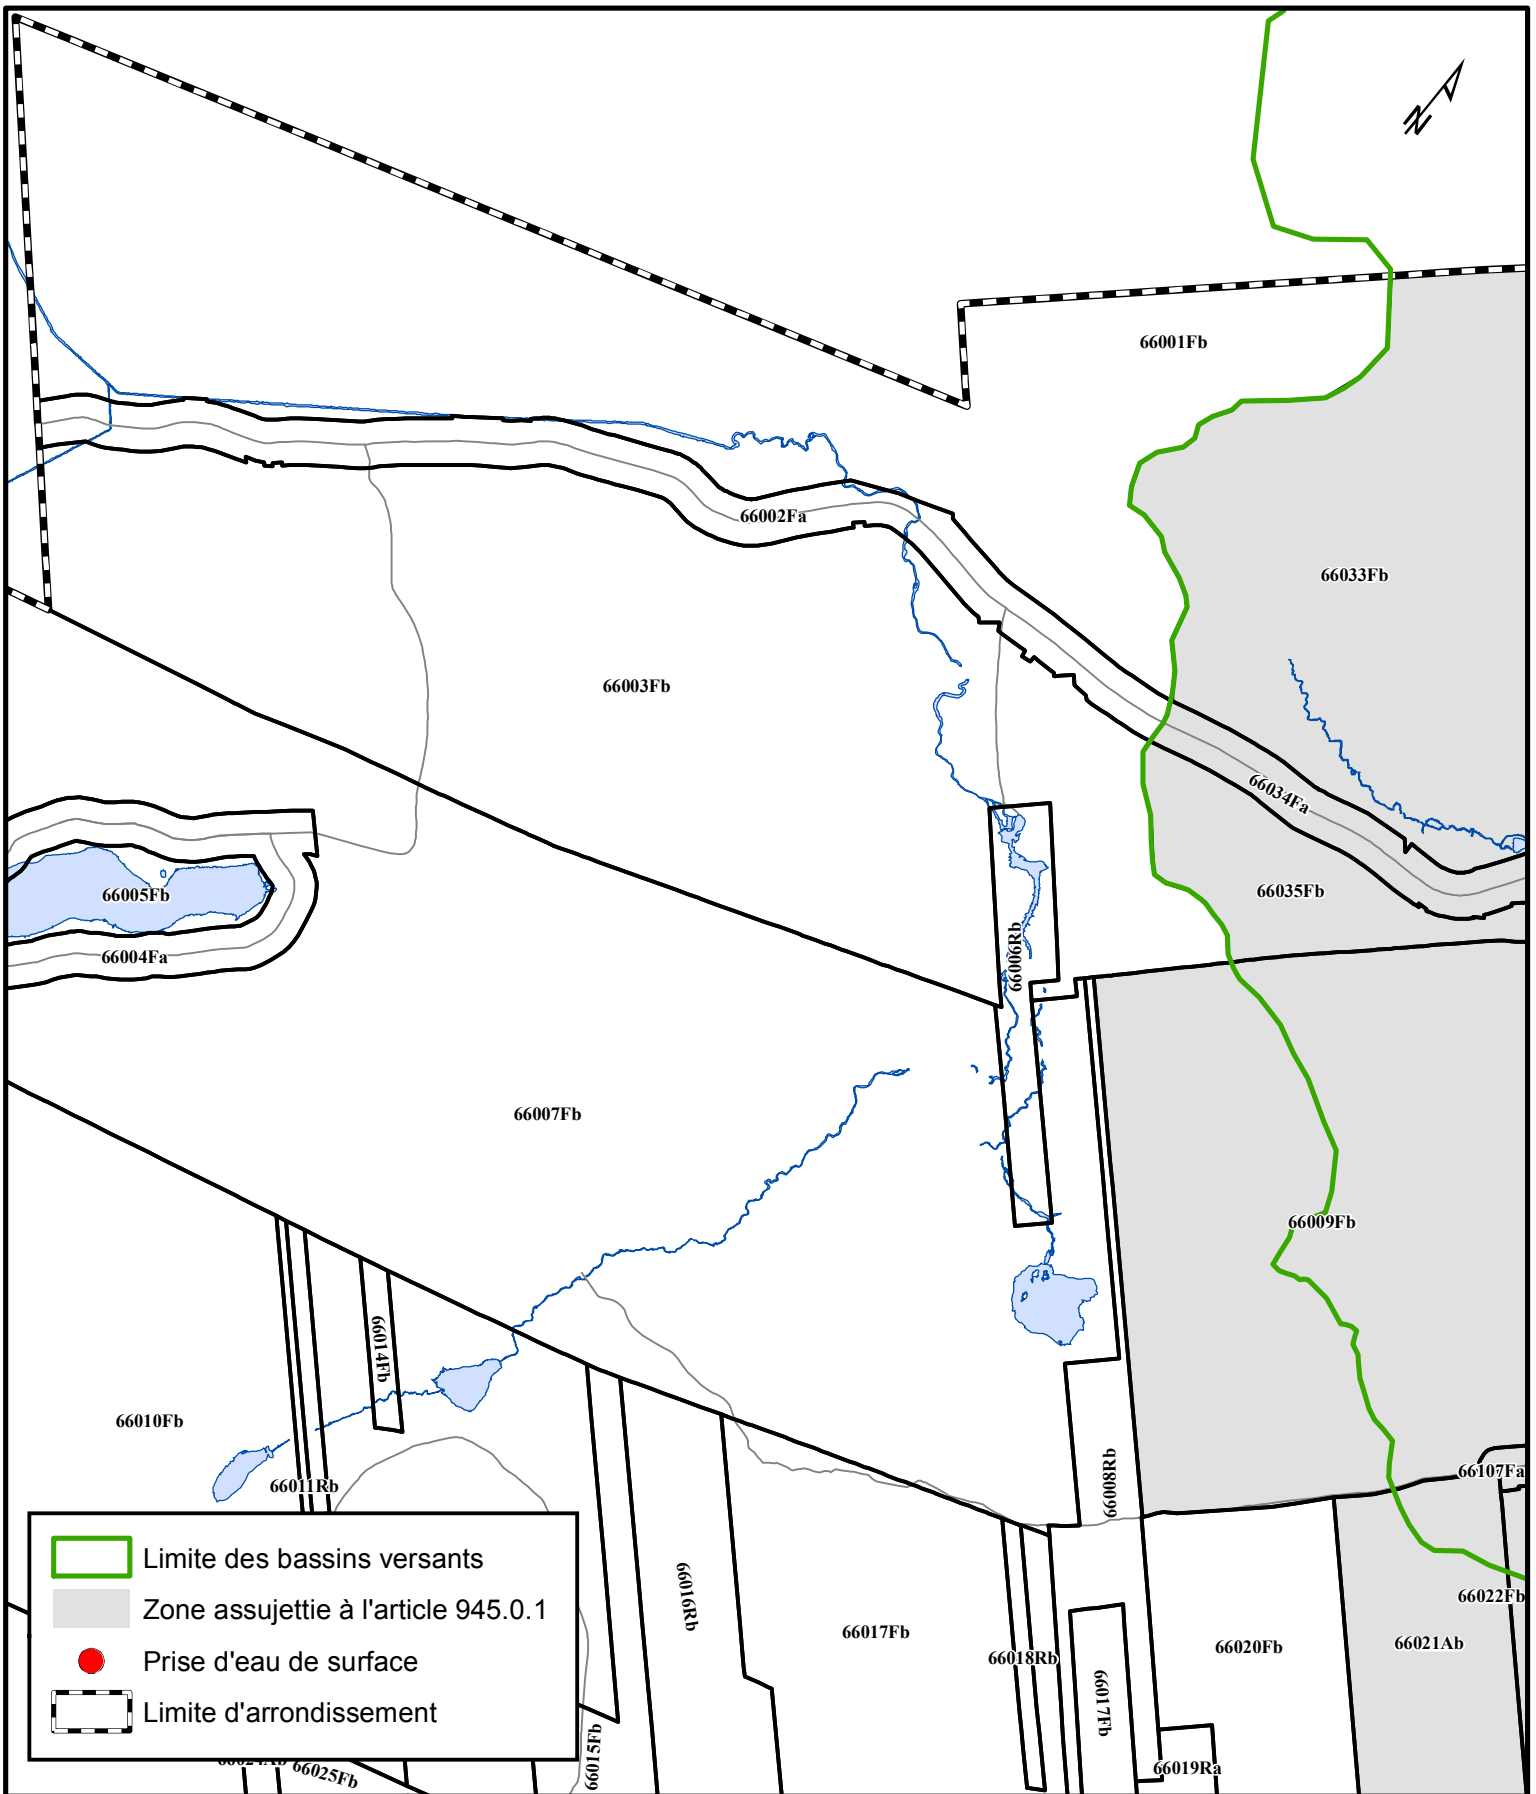 N
66001Fb
66002Fa
66033Fb
66003Fb
66034Fa
66005Fb
66035Fb
66004Fa
66006Rb
66007Fb
66009Fb
66014Fb
66010Fb
66011Rb
66008Rb
66107Fa
66016Rb
66022Fb
66017Fb
66018Rb
66020Fb
66021Ab
66017Fb
66015Fb
66019Ra
66024Ab
66025Fb
Limite des bassins versants
Zone assujettie à l'article 945.0.1
Prise d'eau de surface
Limite d'arrondissement